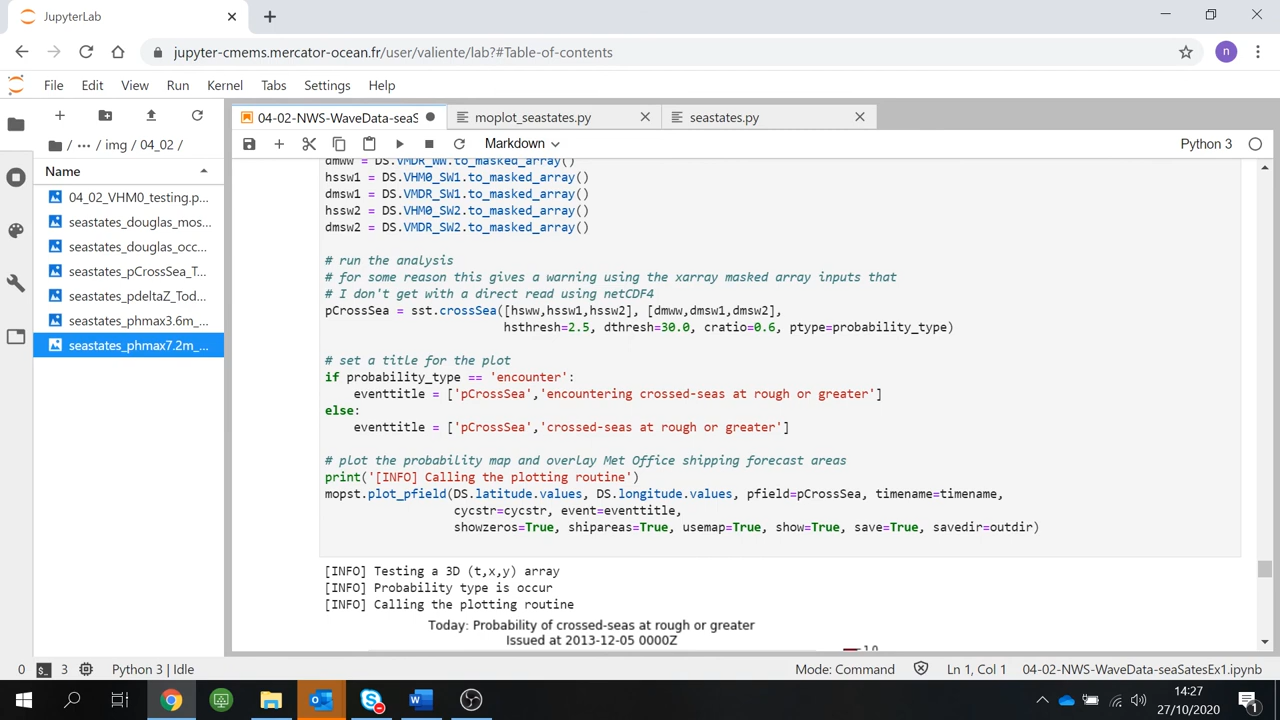 JupyterLab
jupyter-cmems.mercator-ocean.fr/user/valiente/lab?#Table-of-contents
n
File Edit View Run Kernel Tabs Settings Help
04-02-NWS-WaveData-seaS
moplot_seastates.py
seastates.py
/ ··· / img / 04_02 /
Markdown
Python 3
Name
04_02_VHM0_testing.p...
seastates_douglas_mos...
seastates_douglas_occ...
seastates_pCrossSea_T...
seastates_pdeltaZ_Tod...
seastates_phmax3.6m_...
seastates_phmax7.2m_...
dmww = DS.VMDR_WW.to_masked_array()
hssw1 = DS.VHM0_SW1.to_masked_array()
dmsw1 = DS.VMDR_SW1.to_masked_array()
hssw2 = DS.VHM0_SW2.to_masked_array()
dmsw2 = DS.VMDR_SW2.to_masked_array()
# run the analysis
# for some reason this gives a warning using the xarray masked array inputs that
# I don't get with a direct read using netCDF4
pCrossSea = sst.crossSea([hsww,hssw1,hssw2], [dmww,dmsw1,dmsw2],
hsthresh=2.5, dthresh=30.0, cratio=0.6, ptype=probability_type)
# set a title for the plot
if probability_type == 'encounter':
eventtitle = ['pCrossSea','encountering crossed-seas at rough or greater']
else:
eventtitle = ['pCrossSea','crossed-seas at rough or greater']
# plot the probability map and overlay Met Office shipping forecast areas
print('[INFO] Calling the plotting routine')
mopst.plot_pfield(DS.latitude.values, DS.longitude.values, pfield=pCrossSea, timename=timename,
cycstr=cycstr, event=eventtitle,
showzeros=True, shipareas=True, usemap=True, show=True, save=True, savedir=outdir)
[INFO] Testing a 3D (t,x,y) array
[INFO] Probability type is occur
[INFO] Calling the plotting routine
Today: Probability of crossed-seas at rough or greater
Issued at 2013-12-05 0000Z
1.0
0 3 Python 3 | Idle
Mode: Command
Ln 1, Col 1
04-02-NWS-WaveData-seaSatesEx1.ipynb
14:27
27/10/2020
1